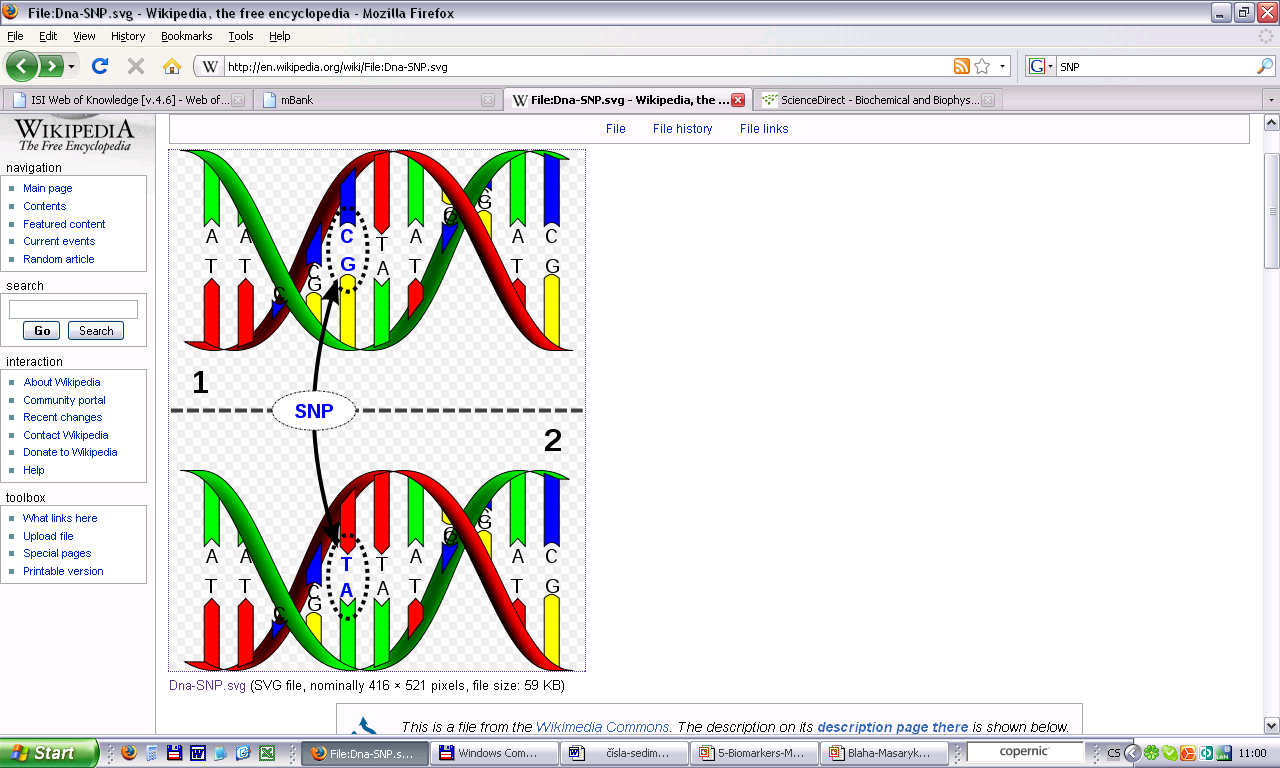 File:Dna-SNP.svg - Wikipedia, the free encyclopedia - Mozilla Firefox
File Edit View History Bookmarks Tools Help
W http://en.wikipedia.org/wiki/File:Dna-SNP.svg G SNP
ISI Web of Knowledge [v.4.6] - Web of... mBank W File:Dna-SNP.svg - Wikipedia, the ... ScienceDirect - Biochemical and Biophys...
WIKIPEDIA
The Free Encyclopedia
navigation
Main page
Contents
Featured content
Current events
Random article
search
Go Search
interaction
About Wikipedia
Community portal
Recent changes
Contact Wikipedia
Donate to Wikipedia
Help
toolbox
What links here
Upload file
Special pages
Printable version
File File history File links
A A C C T A G G A C
T T C G G A T T G
1
SNP
2
A A C T T A G G A C
T T C G A A T T G
Dna-SNP.svg (SVG file, nominally 416 × 521 pixels, file size: 59 KB)
This is a file from the Wikimedia Commons. The description on its description page there is shown below.
Start File:Dna-SNP.s... Windows Com... čísla-sedim... 5-Biomarkers-M... Blaha-Masaryk... copernic CS 11:00